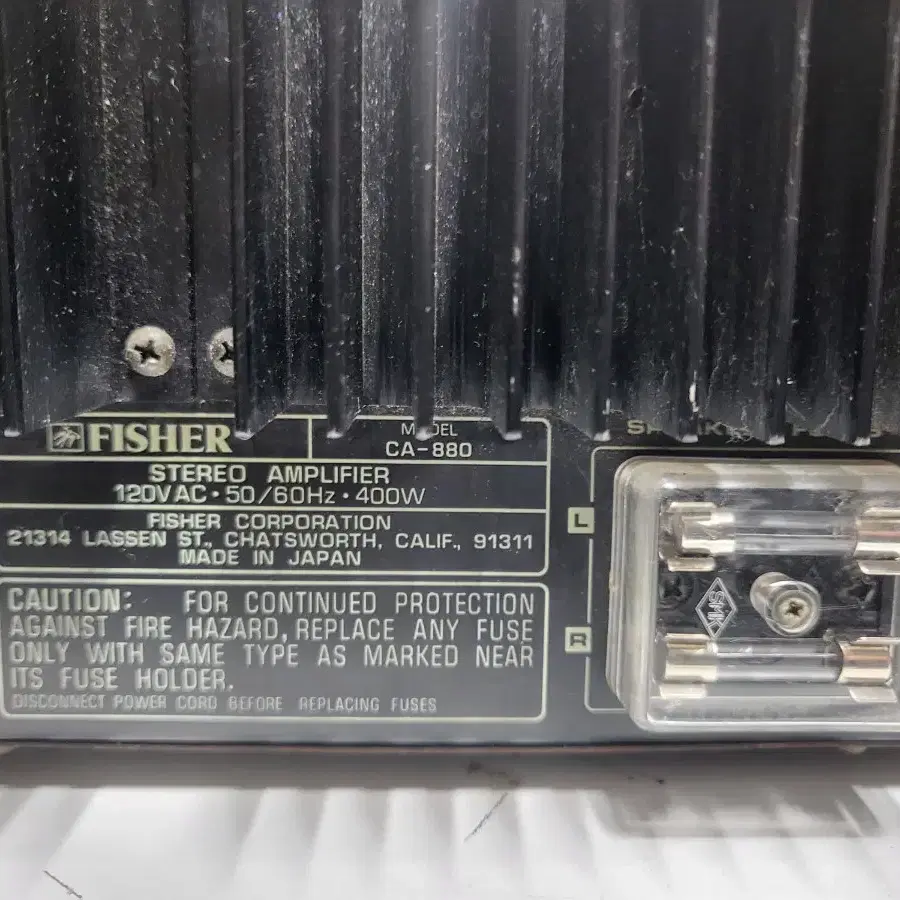 FISHER
MODEL
CA-880
STEREO AMPLIFIER
120VAC・50/60Hz・400W
FISHER CORPORATION
21314 LASSEN ST., CHATSWORTH, CALIF., 91311
MADE IN JAPAN
CAUTION: FOR CONTINUED PROTECTION
AGAINST FIRE HAZARD, REPLACE ANY FUSE
ONLY WITH SAME TYPE AS MARKED NEAR
ITS FUSE HOLDER.
DISCONNECT POWER CORD BEFORE REPLACING FUSES
L
R
SMK